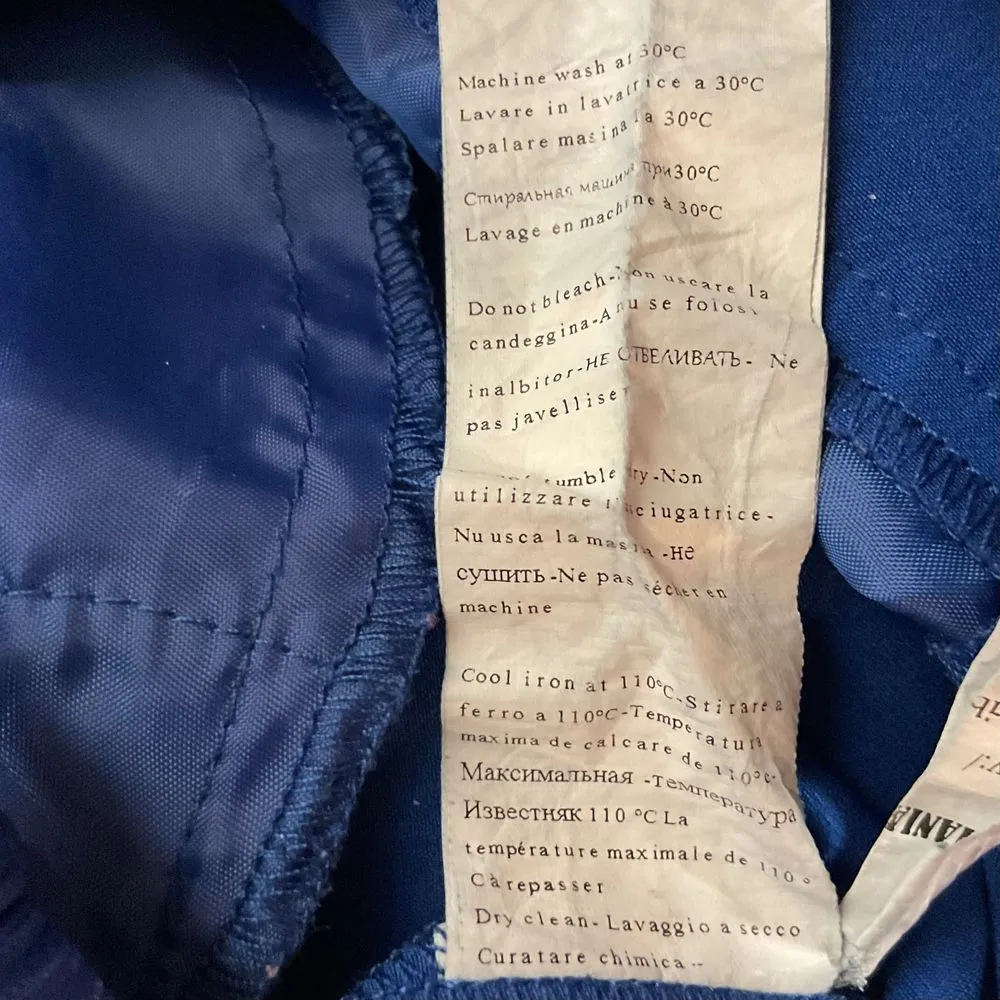 Machine wash at 30°C
Lavare in lavatrice a 30°C
Spalare masina la 30°C
Стиральная машина при30°C
Lavage en machine à 30°C
Do not bleach-Non uscare la
candeggina-A nu se folosi
inalbitor-НЕ ОТБЕЛИВАТЬ- Ne
pas javelliser
tumble dry-Non
utilizzare l'asciugatrice-
Nu usca la masina -не
сушить-Ne pas sécher en
machine
Cool iron at 110°C-Stirare a
ferro a 110°C-Temperatura
maxima de calcare de 110°C-
Максимальная -Температура
Известняк 110 °C La
température maximale de 110 °
C à repasser
Dry clean- Lavaggio a secco
Curatare chimica--